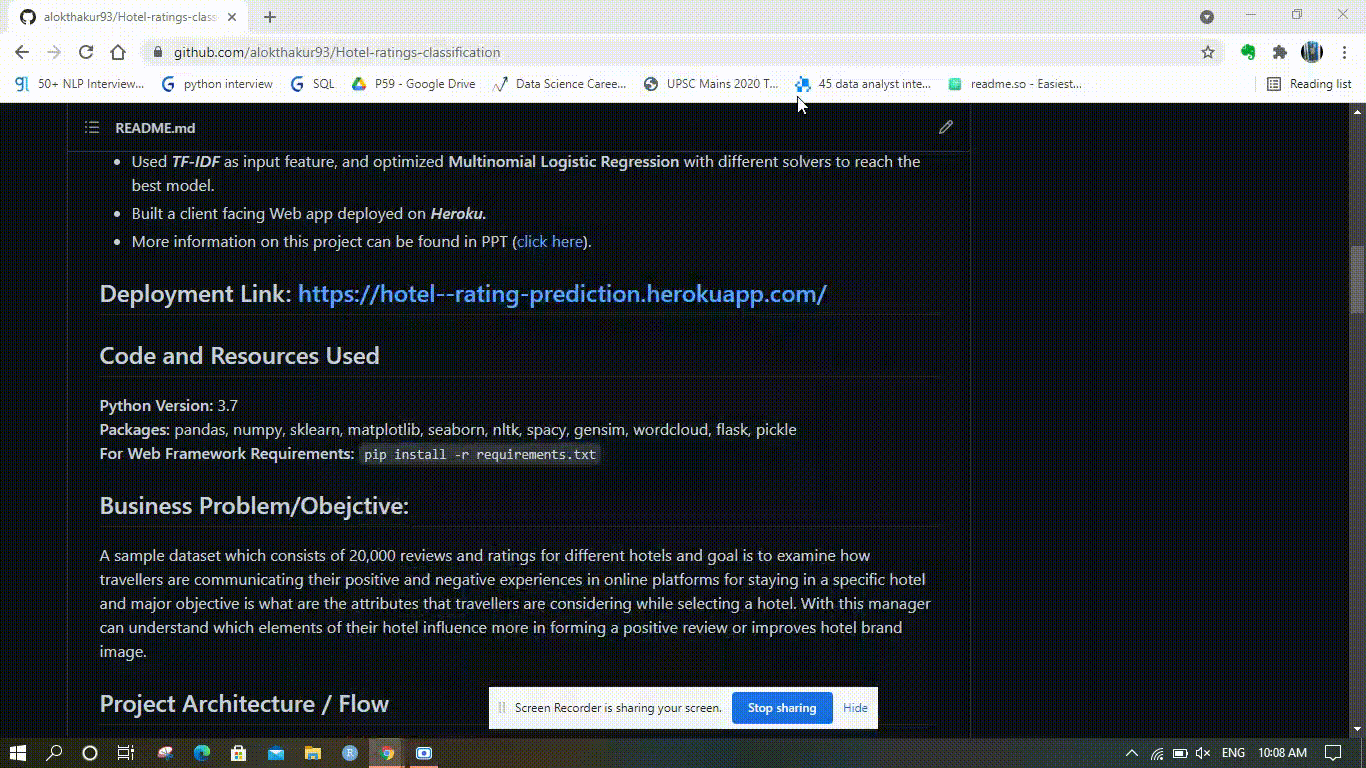 alokthakur93/Hotel-ratings-class
github.com/alokthakur93/Hotel-ratings-classification
50+ NLP Interview... python interview SQL P59 - Google Drive Data Science Caree... UPSC Mains 2020 T... 45 data analyst inte... readme.so - Easiest... Reading list
README.md
Used TF-IDF as input feature, and optimized Multinomial Logistic Regression with different solvers to reach the
best model.
Built a client facing Web app deployed on Heroku.
More information on this project can be found in PPT (click here).
Deployment Link: https://hotel--rating-prediction.herokuapp.com/
Code and Resources Used
Python Version: 3.7
Packages: pandas, numpy, sklearn, matplotlib, seaborn, nltk, spacy, gensim, wordcloud, flask, pickle
For Web Framework Requirements: pip install -r requirements.txt
Business Problem/Obejctive:
A sample dataset which consists of 20,000 reviews and ratings for different hotels and goal is to examine how
travellers are communicating their positive and negative experiences in online platforms for staying in a specific hotel
and major objective is what are the attributes that travellers are considering while selecting a hotel. With this manager
can understand which elements of their hotel influence more in forming a positive review or improves hotel brand
image.
Project Architecture / Flow
Screen Recorder is sharing your screen. Stop sharing Hide
ENG 10:08 AM